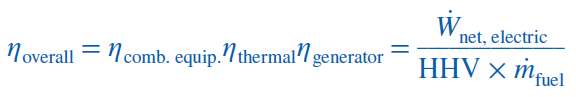 η_overall = η_comb. equip. η_thermal η_generator = Ẇ_net, electric / HHV × ṁ_fuel